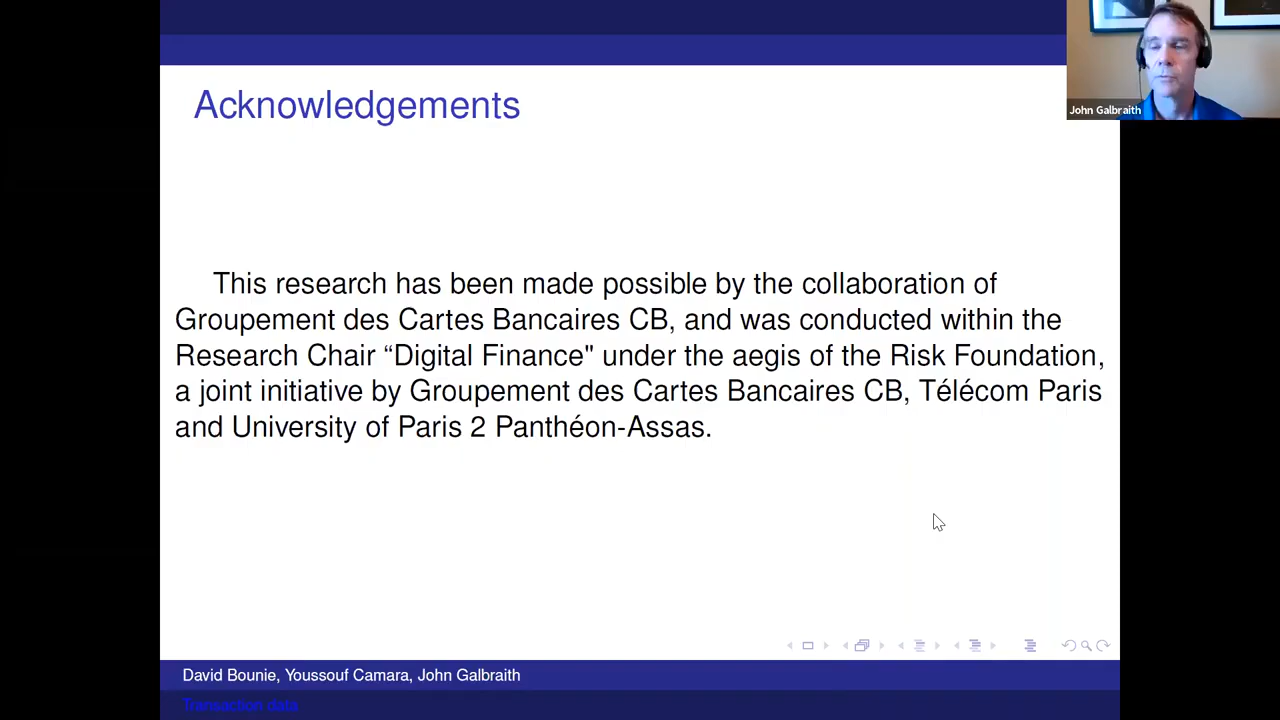 Acknowledgements
John Galbraith
This research has been made possible by the collaboration of
Groupement des Cartes Bancaires CB, and was conducted within the
Research Chair “Digital Finance" under the aegis of the Risk Foundation,
a joint initiative by Groupement des Cartes Bancaires CB, Télécom Paris
and University of Paris 2 Panthéon-Assas.
David Bounie, Youssouf Camara, John Galbraith
Transaction data